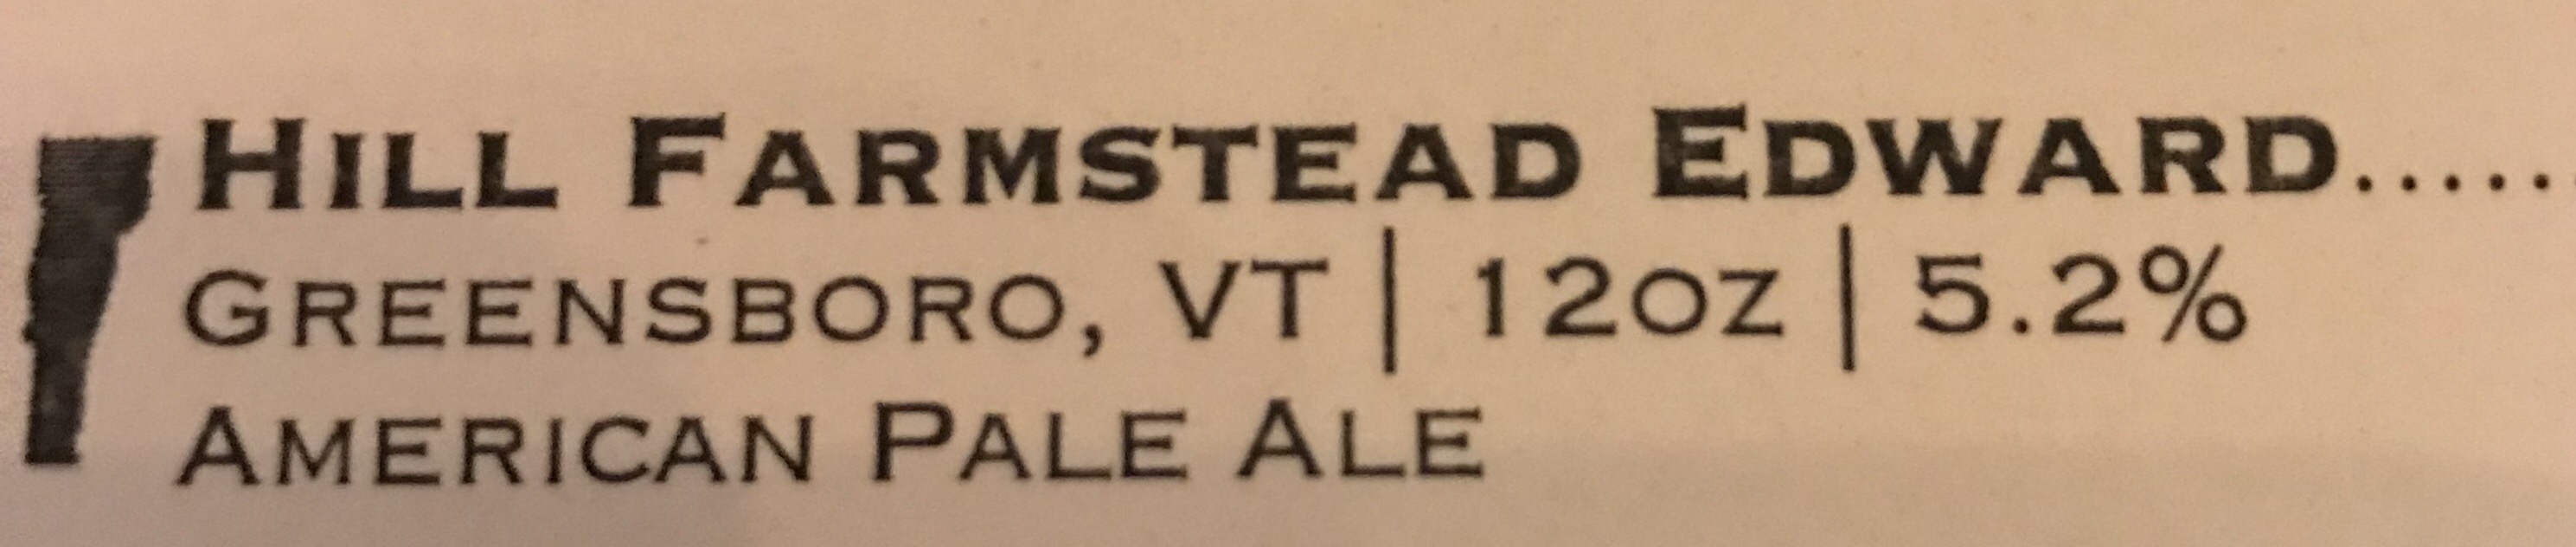 HILL FARMSTEAD EDWARD......
GREENSBORO, VT | 12OZ | 5.2%
AMERICAN PALE ALE